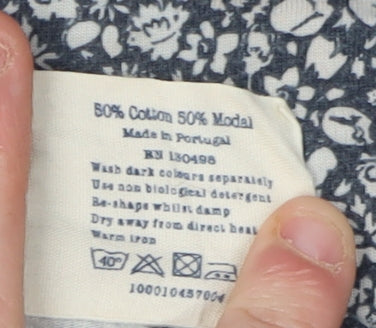 50% Cotton 50% Modal
Made in Portugal
RN 130498
Wash dark colours separately
Use non biological detergent
Re-shape whilst damp
Dry away from direct heat
Warm iron
40°
100010457004